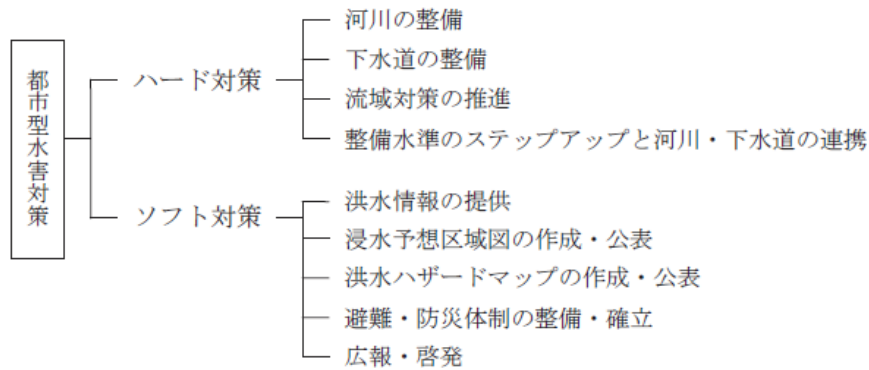 都市型水害対策
ハード対策
河川の整備
下水道の整備
流域対策の推進
整備水準のステップアップと河川・下水道の連携
ソフト対策
洪水情報の提供
浸水予想区域図の作成・公表
洪水ハザードマップの作成・公表
避難・防災体制の整備・確立
広報・啓発